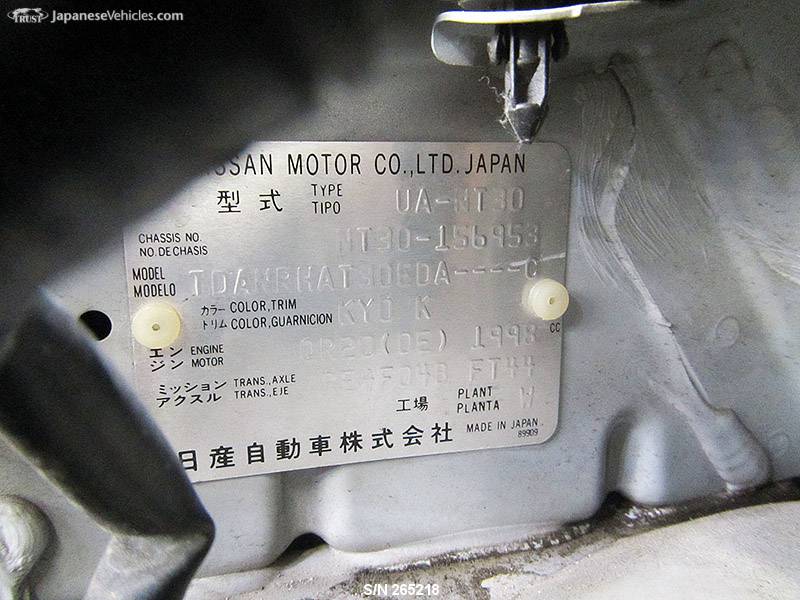 TRUST JapaneseVehicles.com
SSAN MOTOR CO.,LTD.JAPAN
型式 TYPE TIPO UA-NT30
CHASSIS NO. NO.DE CHASIS NT30-156953
MODEL MODELO
カラー COLOR,TRIM
トリム COLOR,GUARNICION KY0 K
エンジン ENGINE MOTOR QR20(DE) 1998 CC
ミッション TRANS.,AXLE
アクスル TRANS.,EJE RE4F04B FT44
工場 PLANT PLANTA W
日産自動車株式会社 MADE IN JAPAN
89909
S/N 265218